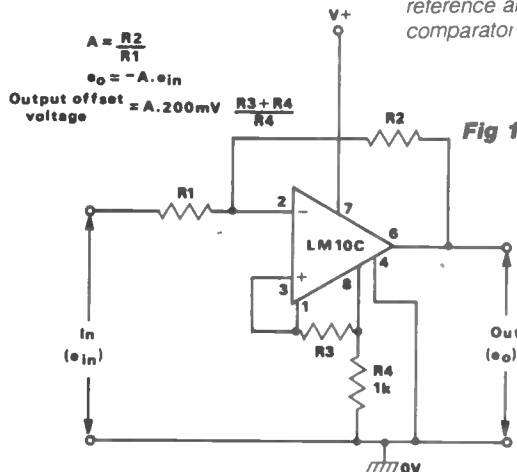 reference a
comparator
V+
A = R2
R1
eo = -A.ein
Output offset voltage = A.200mV R3+R4
R4
Fig 1
R2
R1
2 −
7
6
LM10C
4
+
3
8
1
R3
In
(ein)
R4
1k
Out
(eo)
0V